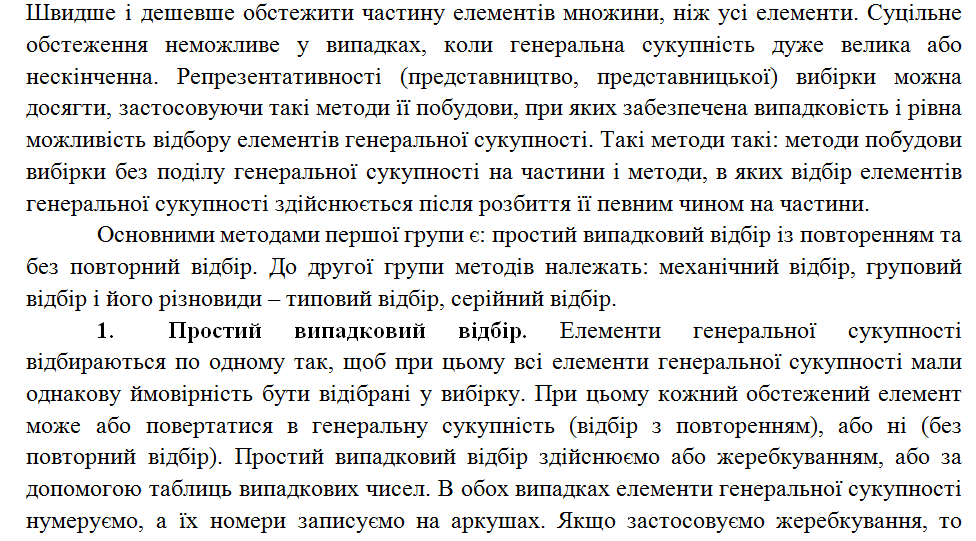 Швидше і дешевше обстежити частину елементів множини, ніж усі елементи. Суцільне
обстеження неможливе у випадках, коли генеральна сукупність дуже велика або
нескінченна. Репрезентативності (представництво, представницької) вибірки можна
досягти, застосовуючи такі методи її побудови, при яких забезпечена випадковість і рівна
можливість відбору елементів генеральної сукупності. Такі методи такі: методи побудови
вибірки без поділу генеральної сукупності на частини і методи, в яких відбір елементів
генеральної сукупності здійснюється після розбиття її певним чином на частини.
Основними методами першої групи є: простий випадковий відбір із повторенням та
без повторний відбір. До другої групи методів належать: механічний відбір, груповий
відбір і його різновиди – типовий відбір, серійний відбір.
1. Простий випадковий відбір. Елементи генеральної сукупності
відбираються по одному так, щоб при цьому всі елементи генеральної сукупності мали
однакову ймовірність бути відібрані у вибірку. При цьому кожний обстежений елемент
може або повертатися в генеральну сукупність (відбір з повторенням), або ні (без
повторний відбір). Простий випадковий відбір здійснюємо або жеребкуванням, або за
допомогою таблиць випадкових чисел. В обох випадках елементи генеральної сукупності
нумеруємо, а їх номери записуємо на аркушах. Якщо застосовуємо жеребкування, то